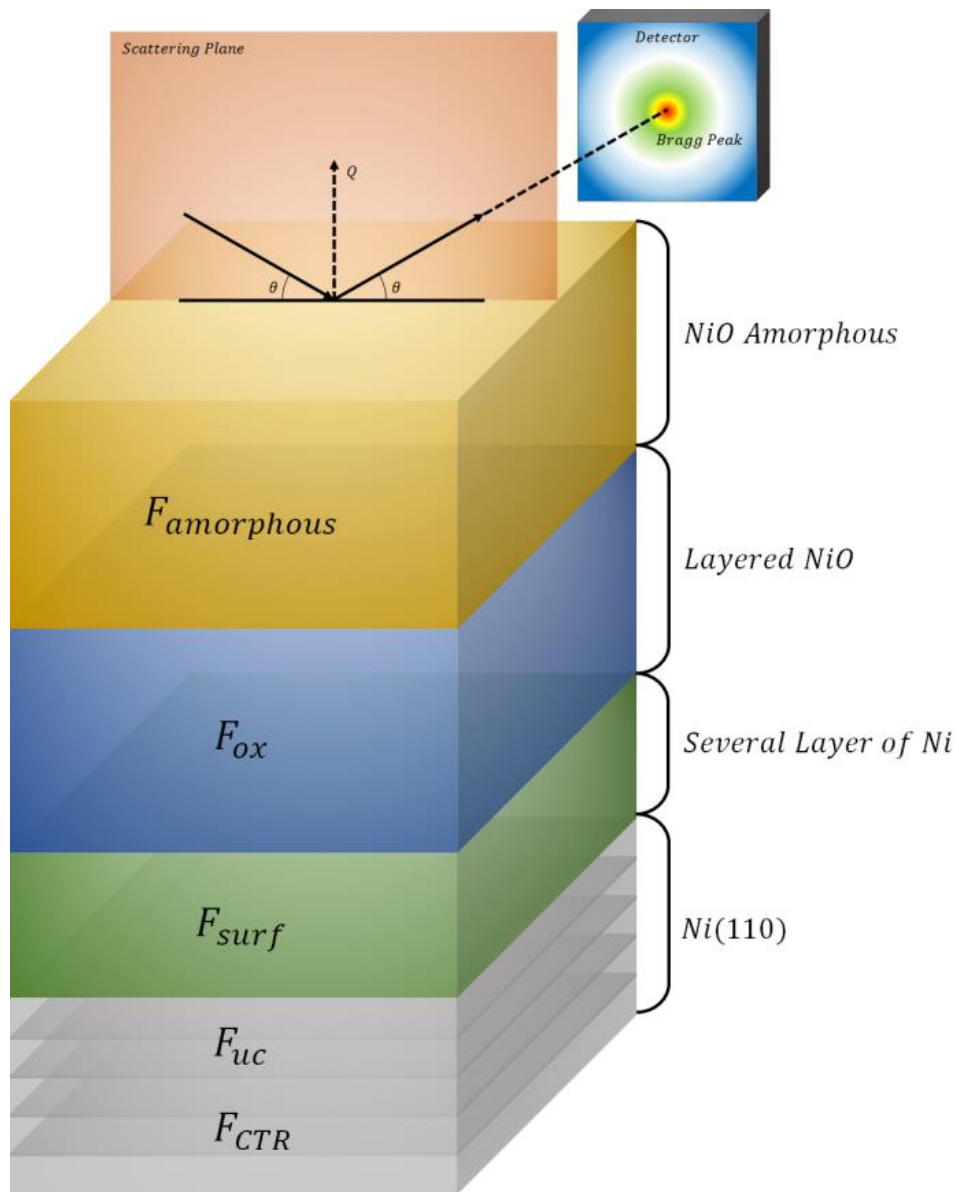 Scattering Plane
Detector
Bragg Peak
Q
θ
θ
NiO Amorphous
F_amorphous
Layered NiO
F_ox
Several Layer of Ni
F_surf
Ni(110)
F_uc
F_CTR